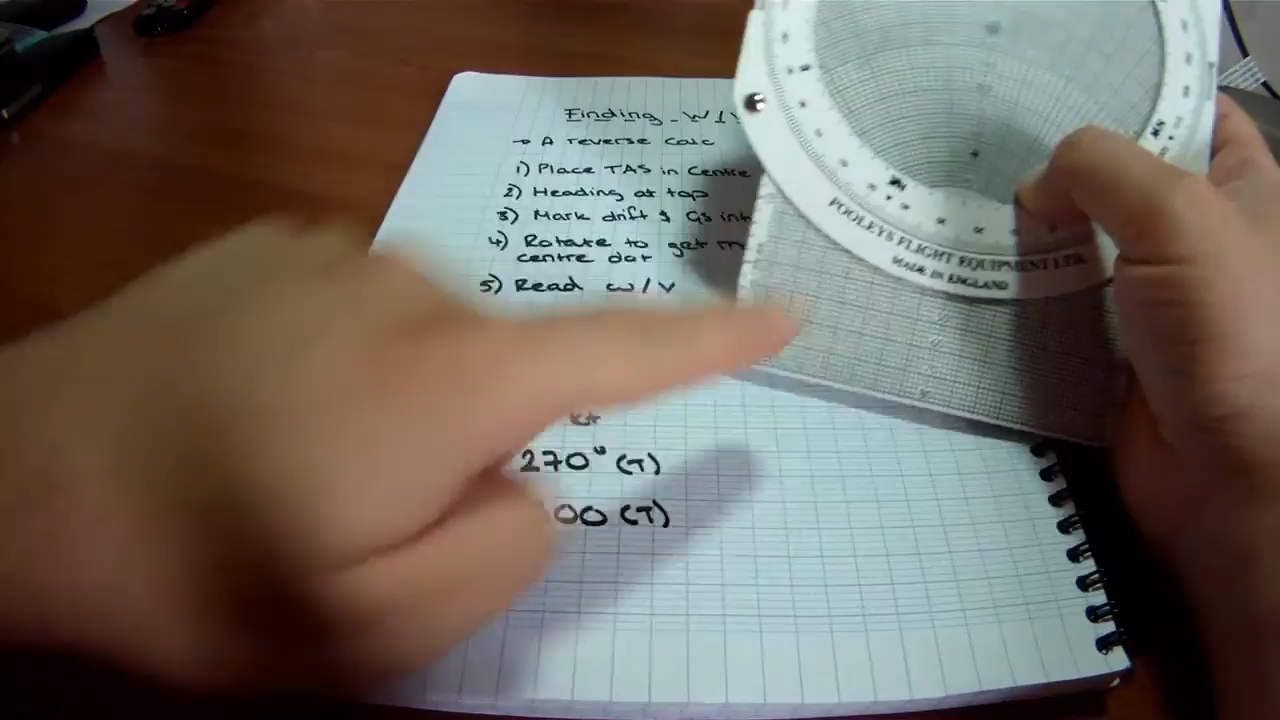 Finding - W/V
→ A reverse calc
1) Place TAS in Centre
2) Heading at top
3) Mark drift & GS
4) Rotate to get
centre dot
5) Read W/V
kt
270° (T)
00 (T)
POOLEYS FLIGHT EQUIPMENT LTD.
MADE IN ENGLAND